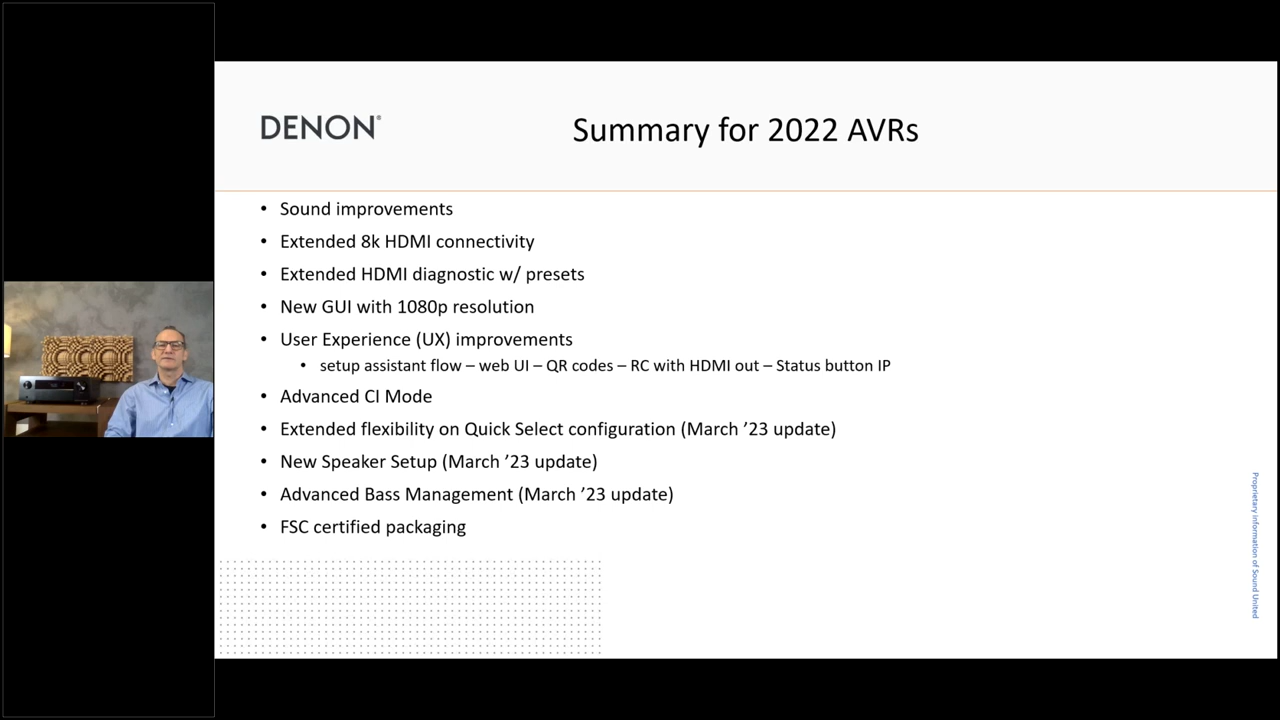 DENON®
Summary for 2022 AVRs
• Sound improvements
• Extended 8k HDMI connectivity
• Extended HDMI diagnostic w/ presets
• New GUI with 1080p resolution
• User Experience (UX) improvements
• setup assistant flow – web UI – QR codes – RC with HDMI out – Status button IP
• Advanced CI Mode
• Extended flexibility on Quick Select configuration (March ’23 update)
• New Speaker Setup (March ’23 update)
• Advanced Bass Management (March ’23 update)
• FSC certified packaging
Proprietary information of Sound United